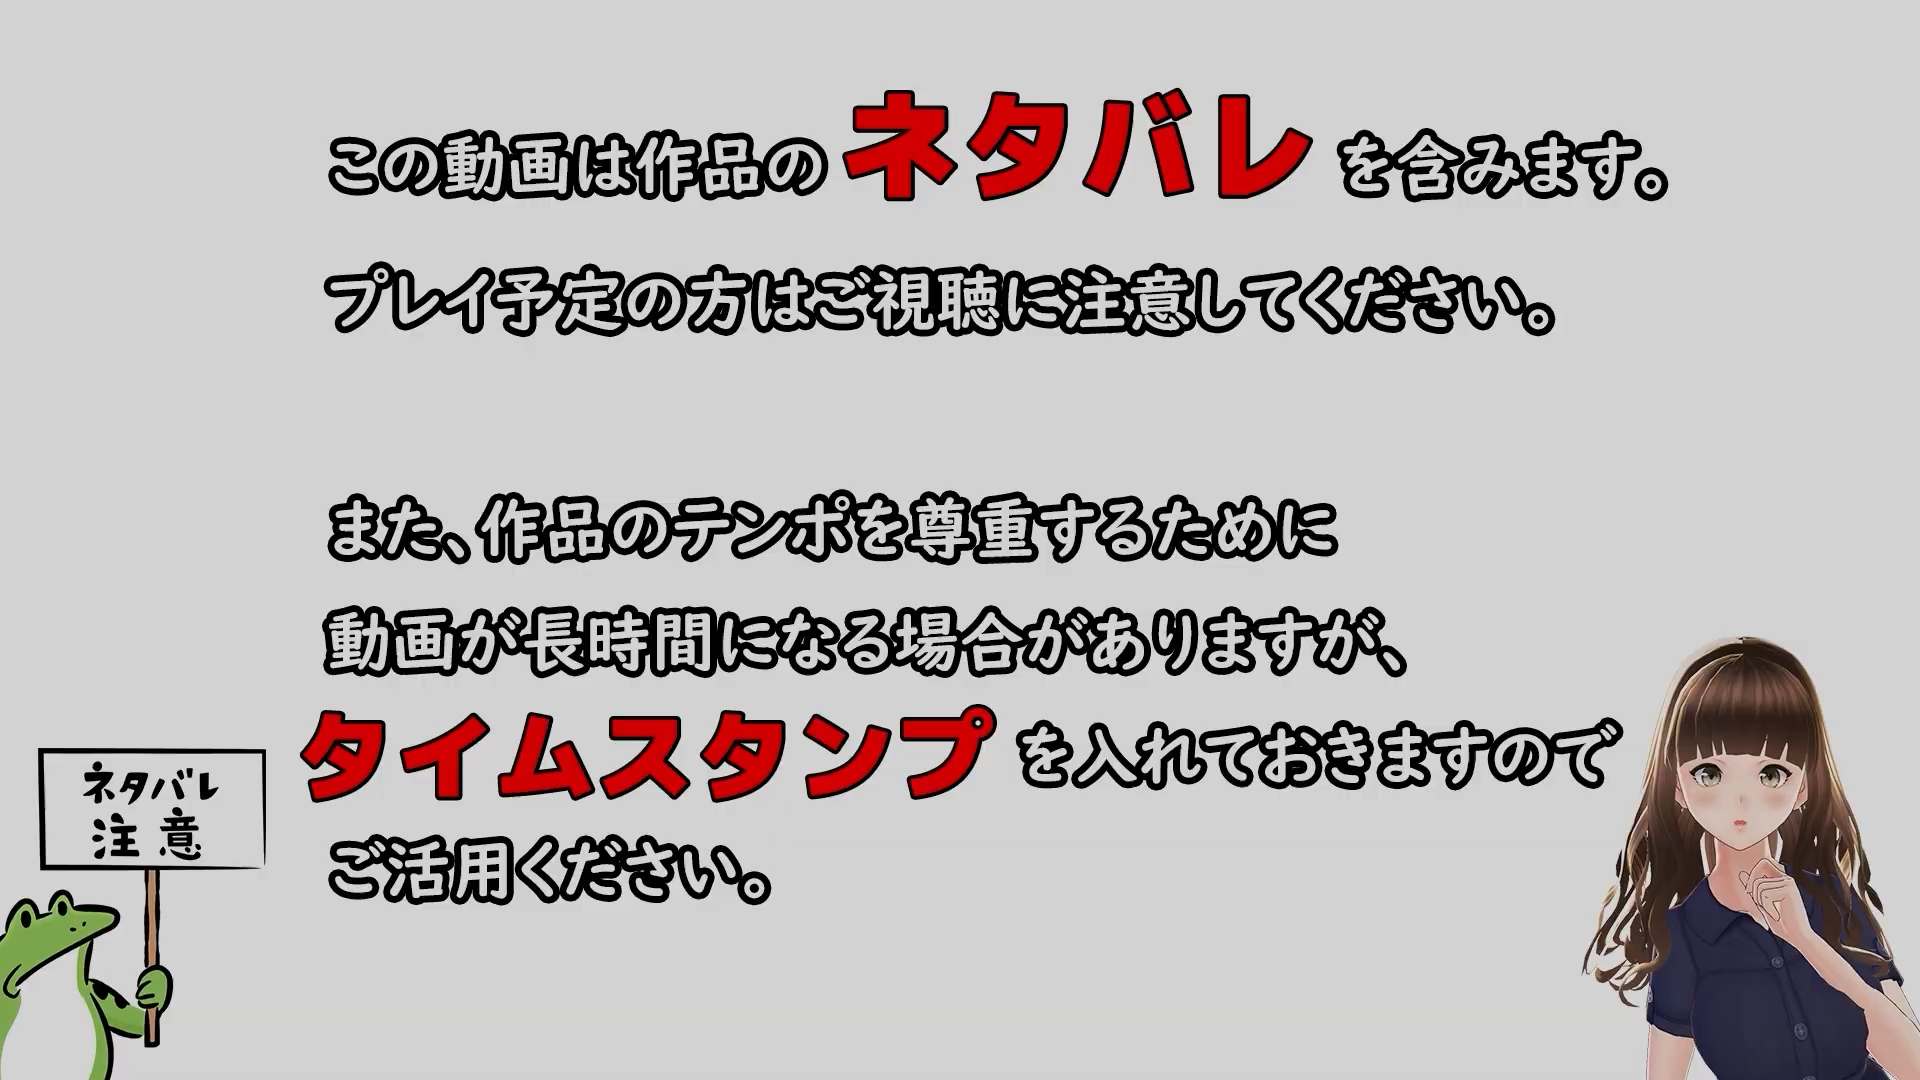 この動画は作品のネタバレを含みます。
プレイ予定の方はご視聴に注意してください。
また、作品のテンポを尊重するために
動画が長時間になる場合がありますが、
タイムスタンプを入れておきますので
ご活用ください。
ネタバレ
注意